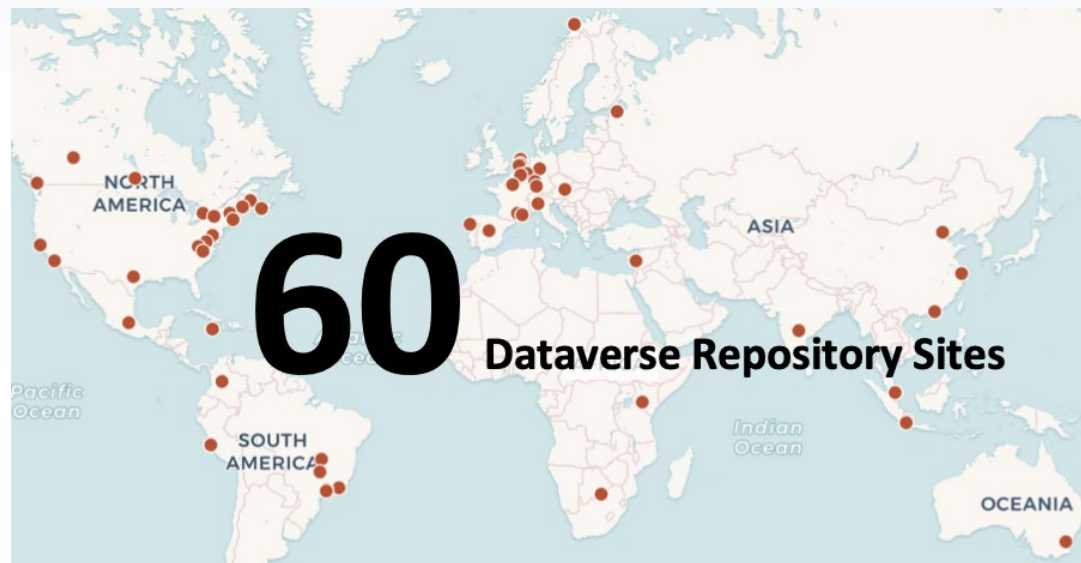 NORTH
AMERICA
ASIA
60
Dataverse Repository Sites
Pacific
Ocean
Indian
Ocean
SOUTH
AMERICA
OCEANIA